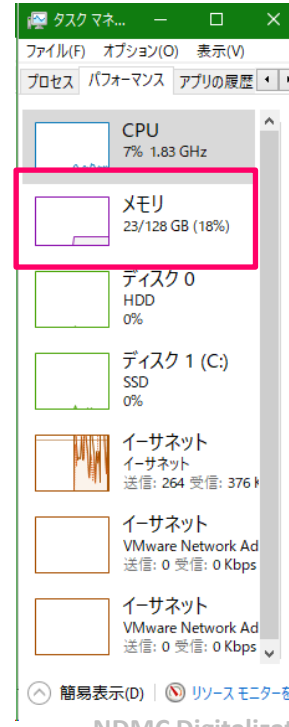 タスク マネ...
ファイル(F) オプション(O) 表示(V)
プロセス パフォーマンス アプリの履歴
CPU
7% 1.83 GHz
メモリ
23/128 GB (18%)
ディスク 0
HDD
0%
ディスク 1 (C:)
SSD
0%
イーサネット
イーサネット
送信: 264 受信: 376 K
イーサネット
VMware Network Ad
送信: 0 受信: 0 Kbps
イーサネット
VMware Network Ad
送信: 0 受信: 0 Kbps
簡易表示(D) リソース モニターを